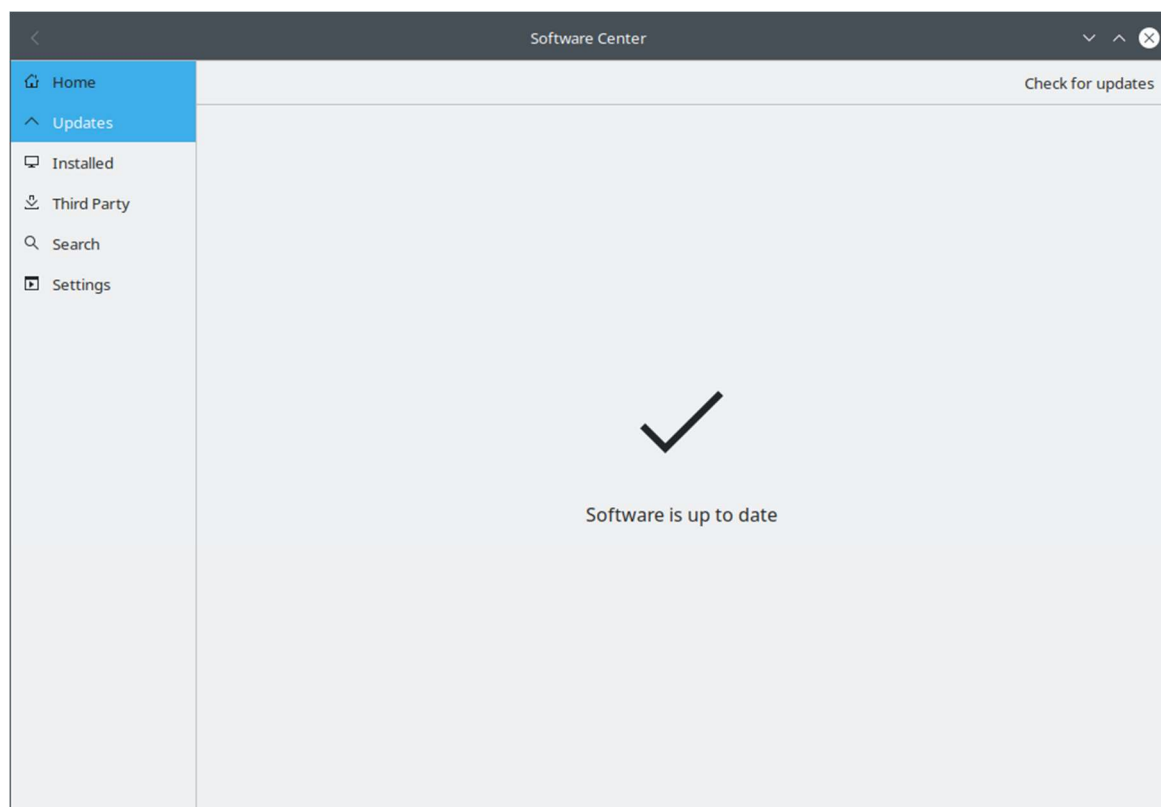 Software Center
Home
Check for updates
Updates
Installed
Third Party
Search
Settings
Software is up to date